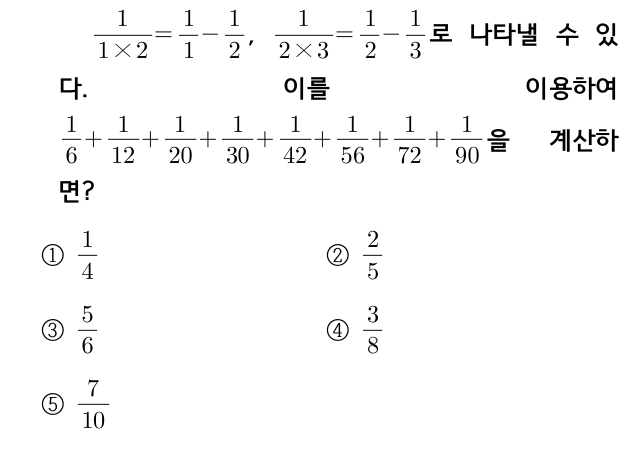 $\frac{1}{1\times2}=\frac{1}{1}-\frac{1}{2}$, $\frac{1}{2\times3}=\frac{1}{2}-\frac{1}{3}$로 나타낼 수 있
다. 이를 이용하여
$\frac{1}{6}+\frac{1}{12}+\frac{1}{20}+\frac{1}{30}+\frac{1}{42}+\frac{1}{56}+\frac{1}{72}+\frac{1}{90}$을 계산하
면?
① $\frac{1}{4}$ ② $\frac{2}{5}$
③ $\frac{5}{6}$ ④ $\frac{3}{8}$
⑤ $\frac{7}{10}$